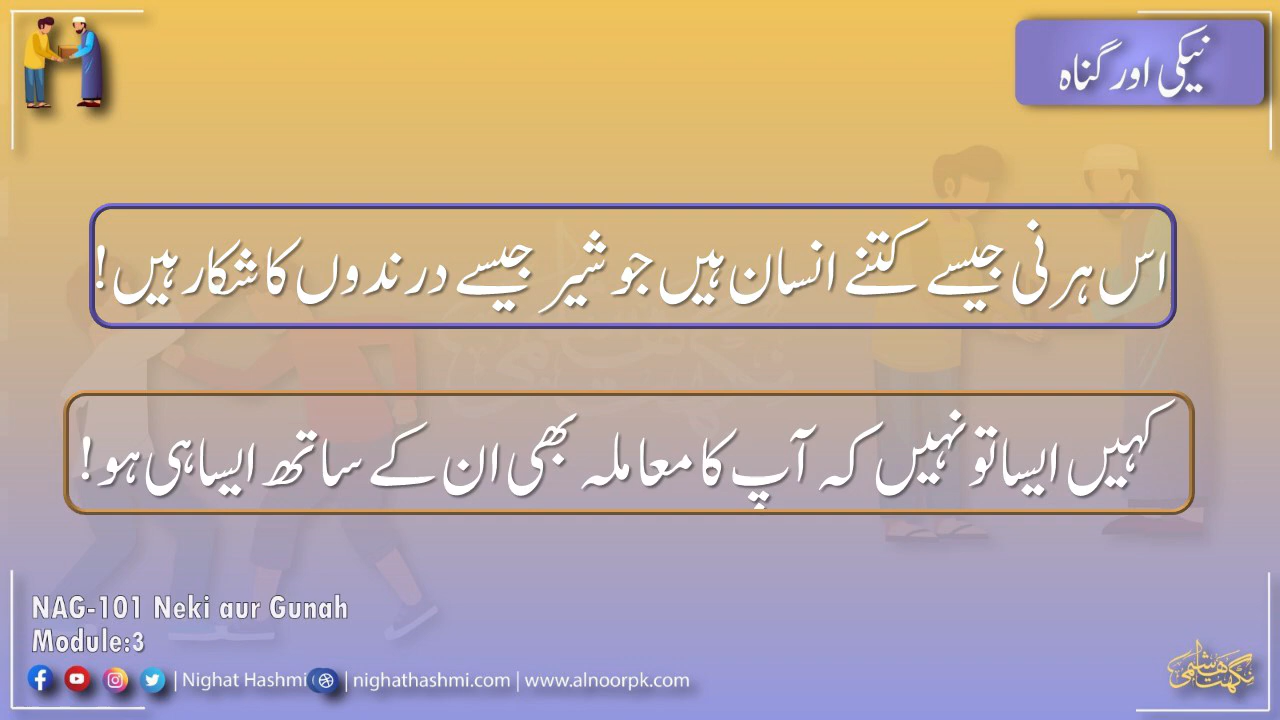 نیکی اور گناہ
اس ہرنی جیسے کتنے انسان ہیں جو شیر جیسے درندوں کا شکار ہیں!
کہیں ایسا تو نہیں کہ آپ کا معاملہ بھی ان کے ساتھ ایسا ہی ہو!
NAG-101 Neki aur Gunah
Module:3
| Nighat Hashmi | nighathashmi.com | www.alnoorpk.com
نگہت ہاشمی